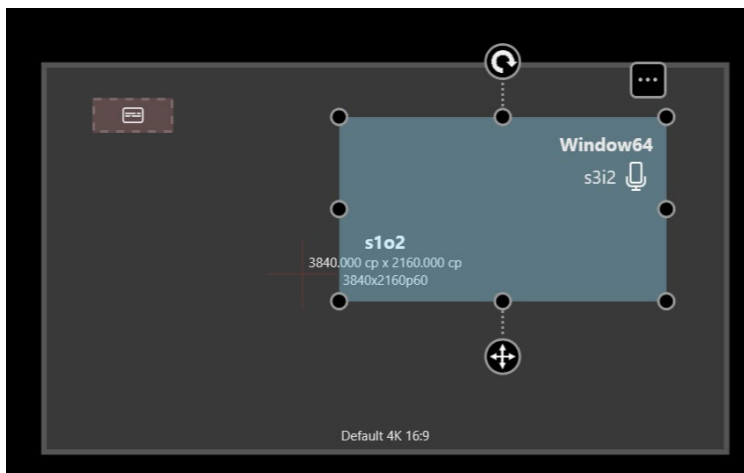 Window64
s3i2
s1o2
3840.000 cp x 2160.000 cp
3840x2160p60
Default 4K 16:9